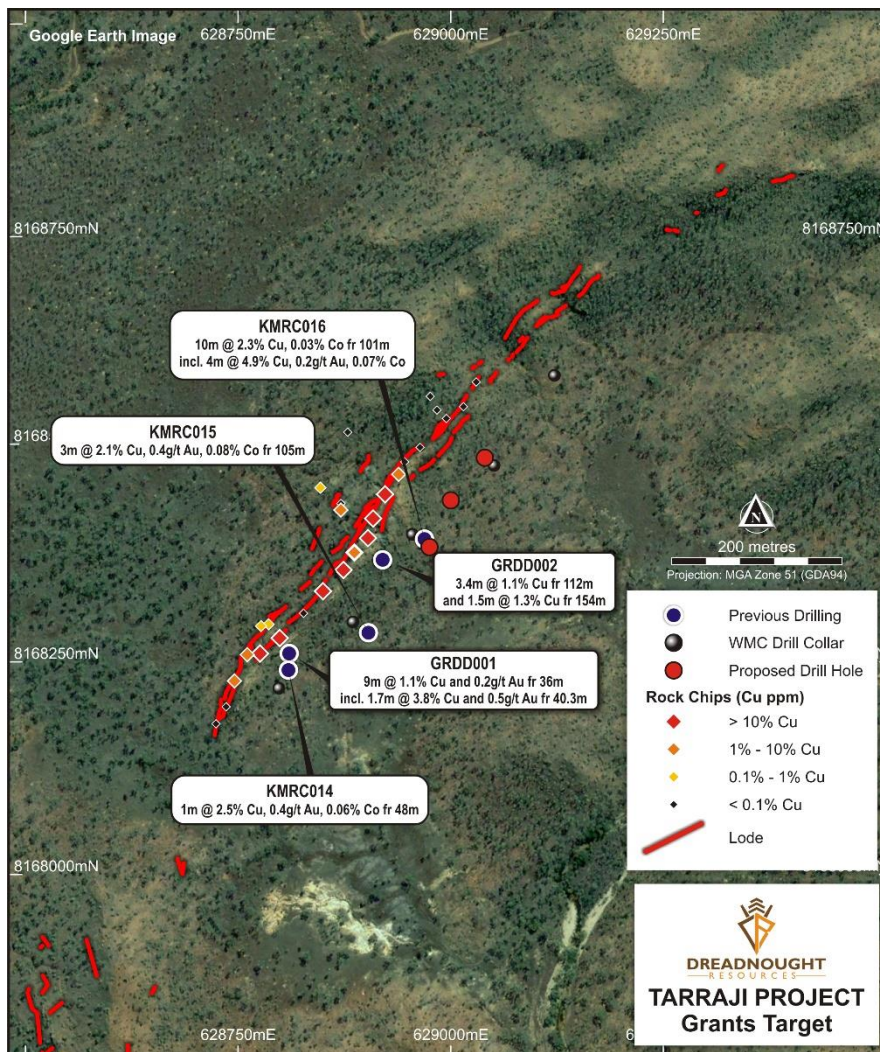 Google Earth Image
628750mE
629000mE
629250mE
8168750mN
8168750mN
KMRC016
10m @ 2.3% Cu, 0.03% Co fr 101m
incl. 4m @ 4.9% Cu, 0.2g/t Au, 0.07% Co
KMRC015
3m @ 2.1% Cu, 0.4g/t Au, 0.08% Co fr 105m
N
200 metres
Projection: MGA Zone 51 (GDA94)
GRDD002
3.4m @ 1.1% Cu fr 112m
and 1.5m @ 1.3% Cu fr 154m
8168250mN
GRDD001
9m @ 1.1% Cu and 0.2g/t Au fr 36m
incl. 1.7m @ 3.8% Cu and 0.5g/t Au fr 40.3m
KMRC014
1m @ 2.5% Cu, 0.4g/t Au, 0.06% Co fr 48m
8168000mN
Previous Drilling
WMC Drill Collar
Proposed Drill Hole
Rock Chips (Cu ppm)
> 10% Cu
1% - 10% Cu
0.1% - 1% Cu
< 0.1% Cu
Lode
DREADNOUGHT
RESOURCES
TARRAJI PROJECT
Grants Target
628750mE
629000mE